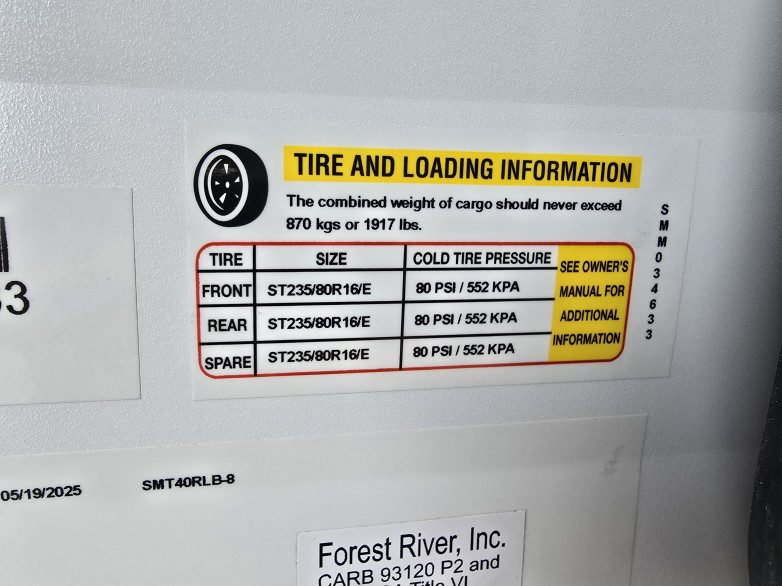 TIRE AND LOADING INFORMATION
The combined weight of cargo should never exceed
870 kgs or 1917 lbs.
TIRE SIZE COLD TIRE PRESSURE
FRONT ST235/80R16/E 80 PSI / 552 KPA
REAR ST235/80R16/E 80 PSI / 552 KPA
SPARE ST235/80R16/E 80 PSI / 552 KPA
SEE OWNER'S
MANUAL FOR
ADDITIONAL
INFORMATION
SMM034633
3
05/19/2025 SMT40RLB-8
Forest River, Inc.
CARB 93120 P2 and
Title VI